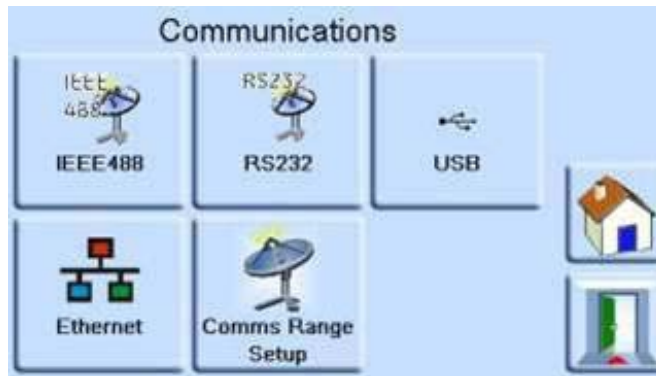 Communications
IEEE
488
IEEE488
RS232
RS232
USB
Ethernet
Comms Range
Setup